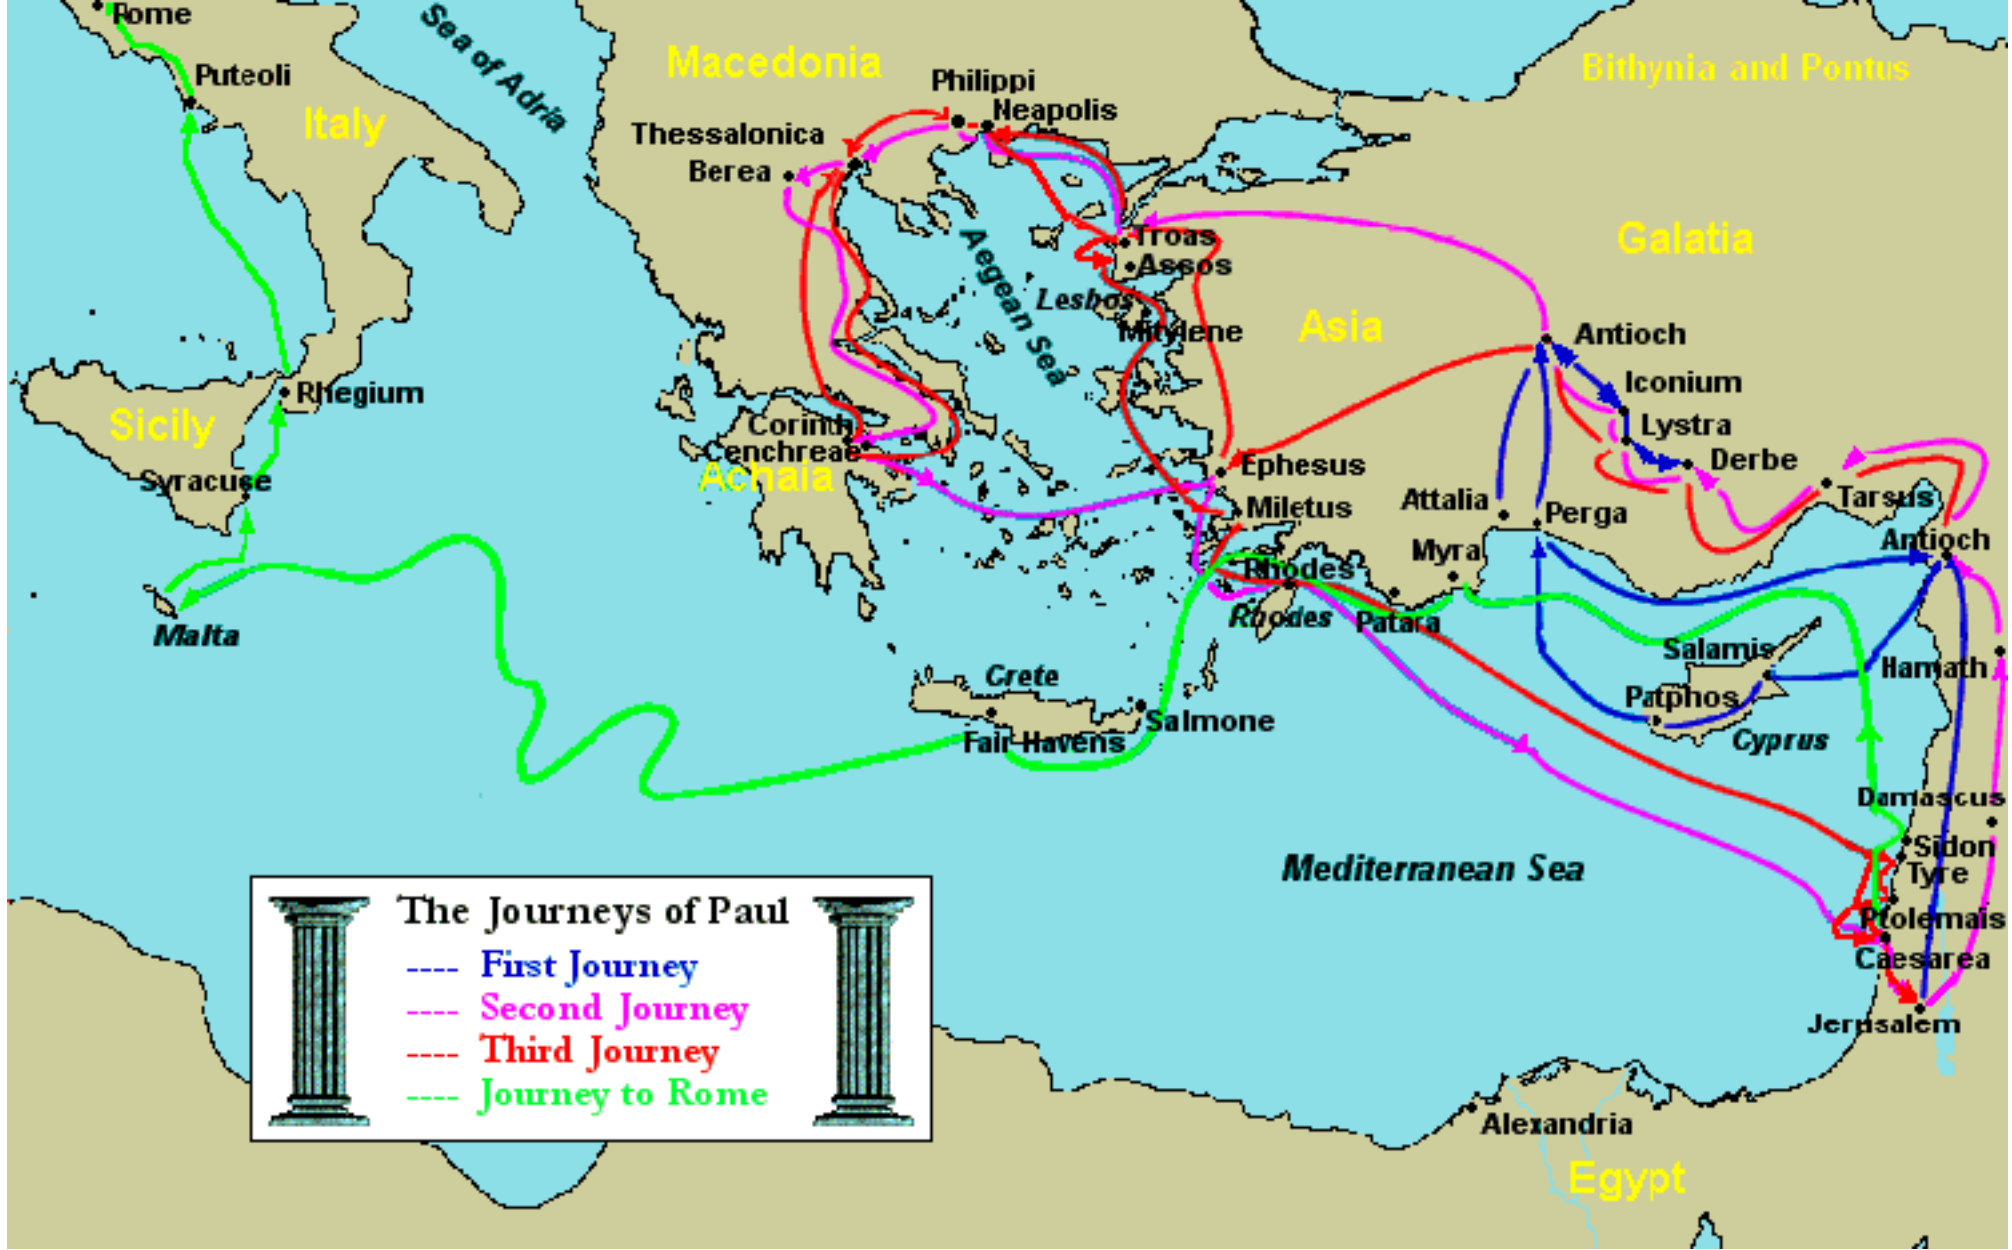 Rome
Puteoli
Italy
Sea of Adria
Macedonia
Philippi
Neapolis
Thessalonica
Berea
Bithynia and Pontus
Galatia
Troas
Assos
Aegean Sea
Lesbos
Mitylene
Asia
Antioch
Iconium
Lystra
Derbe
Rhegium
Sicily
Syracuse
Corinth
Cenchreae
Achaia
Ephesus
Miletus
Attalia
Perga
Tarsus
Antioch
Myra
Rhodes
Rhodes
Patara
Malta
Crete
Salmone
Fair Havens
Salamis
Patphos
Cyprus
Hamath
Damascus
Sidon
Tyre
Ptolemais
Caesarea
Jerusalem
Mediterranean Sea
The Journeys of Paul
---- First Journey
---- Second Journey
---- Third Journey
---- Journey to Rome
Alexandria
Egypt